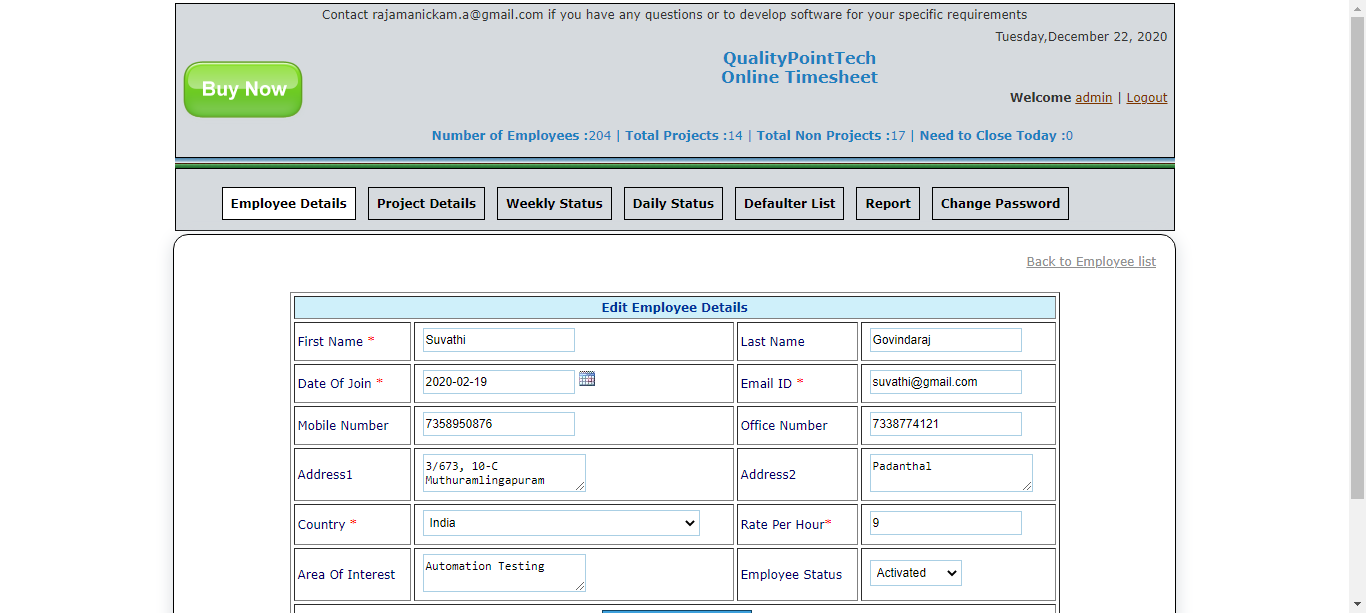 Contact rajamanickam.a@gmail.com if you have any questions or to develop software for your specific requirements
Tuesday,December 22, 2020
QualityPointTech
Online Timesheet
Buy Now
Welcome admin | Logout
Number of Employees :204 | Total Projects :14 | Total Non Projects :17 | Need to Close Today :0
Employee Details Project Details Weekly Status Daily Status Defaulter List Report Change Password
Back to Employee list
Edit Employee Details
First Name * Suvathi Last Name Govindaraj
Date Of Join * 2020-02-19 Email ID * suvathi@gmail.com
Mobile Number 7358950876 Office Number 7338774121
Address1 3/673, 10-C
Muthuramlingapuram
Address2 Padanthal
Country * India Rate Per Hour* 9
Area Of Interest Automation Testing Employee Status Activated